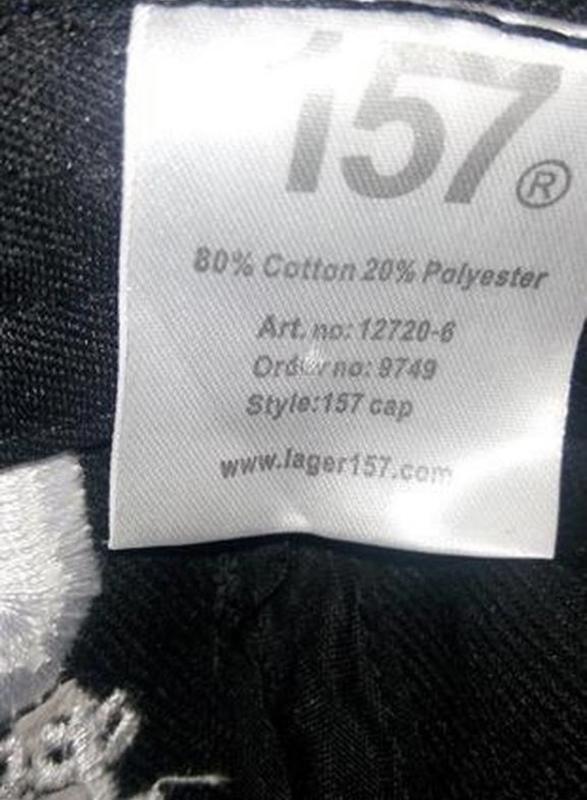 157®
80% Cotton 20% Polyester
Art. no: 12720-6
Order no: 9749
Style:157 cap
www.lager157.com